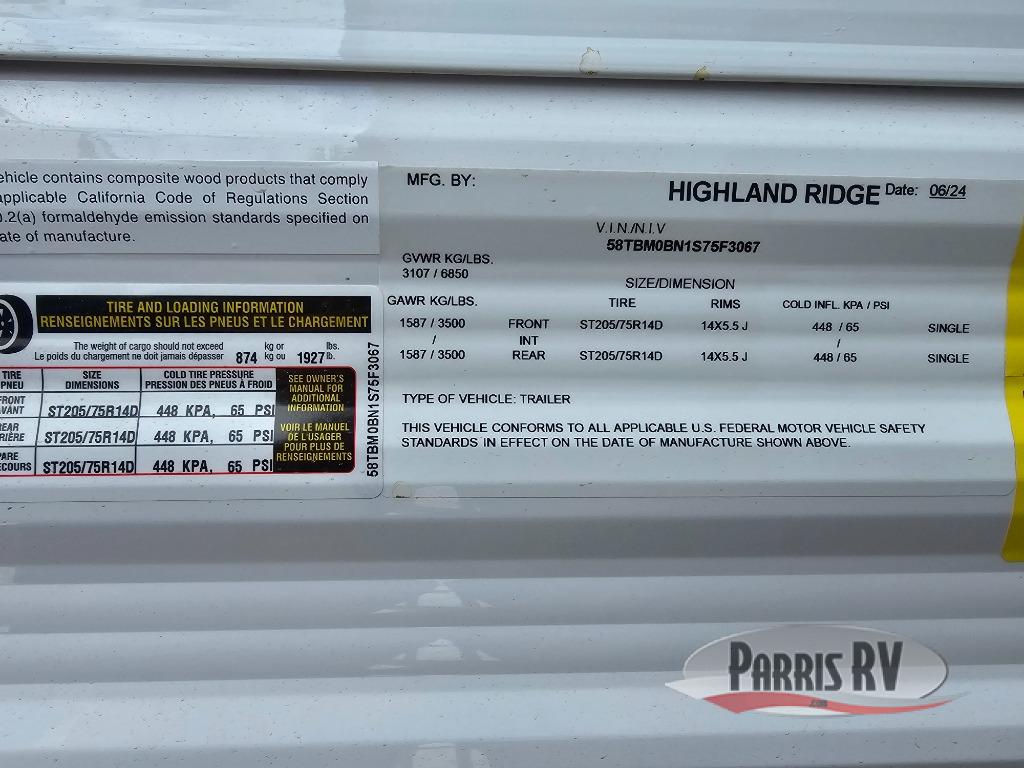 ehicle contains composite wood products that comply
applicable California Code of Regulations Section
0.2(a) formaldehyde emission standards specified on
ate of manufacture.
TIRE AND LOADING INFORMATION
RENSEIGNEMENTS SUR LES PNEUS ET LE CHARGEMENT
The weight of cargo should not exceed kg or lbs.
Le poids du chargement ne doit jamais dépasser 874 kg ou 1927 lb.
TIRE SIZE COLD TIRE PRESSURE
PNEU DIMENSIONS PRESSION DES PNEUS À FROID
FRONT
AVANT ST205/75R14D 448 KPA, 65 PSI
EAR
RIÈRE ST205/75R14D 448 KPA, 65 PSI
PARE
ECOURS ST205/75R14D 448 KPA, 65 PSI
SEE OWNER'S
MANUAL FOR
ADDITIONAL
INFORMATION
VOIR LE MANUEL
DE L'USAGER
POUR PLUS DE
RENSEIGNEMENTS
58TBM0BN1S75F3067
MFG. BY: HIGHLAND RIDGE Date: 06/24
V.I.N./N.I.V
58TBM0BN1S75F3067
GVWR KG/LBS.
3107 / 6850
SIZE/DIMENSION
GAWR KG/LBS. TIRE RIMS COLD INFL. KPA / PSI
1587 / 3500 FRONT ST205/75R14D 14X5.5 J 448 / 65 SINGLE
/ INT /
1587 / 3500 REAR ST205/75R14D 14X5.5 J 448 / 65 SINGLE
TYPE OF VEHICLE: TRAILER
THIS VEHICLE CONFORMS TO ALL APPLICABLE U.S. FEDERAL MOTOR VEHICLE SAFETY
STANDARDS IN EFFECT ON THE DATE OF MANUFACTURE SHOWN ABOVE.
PARRIS RV
.com